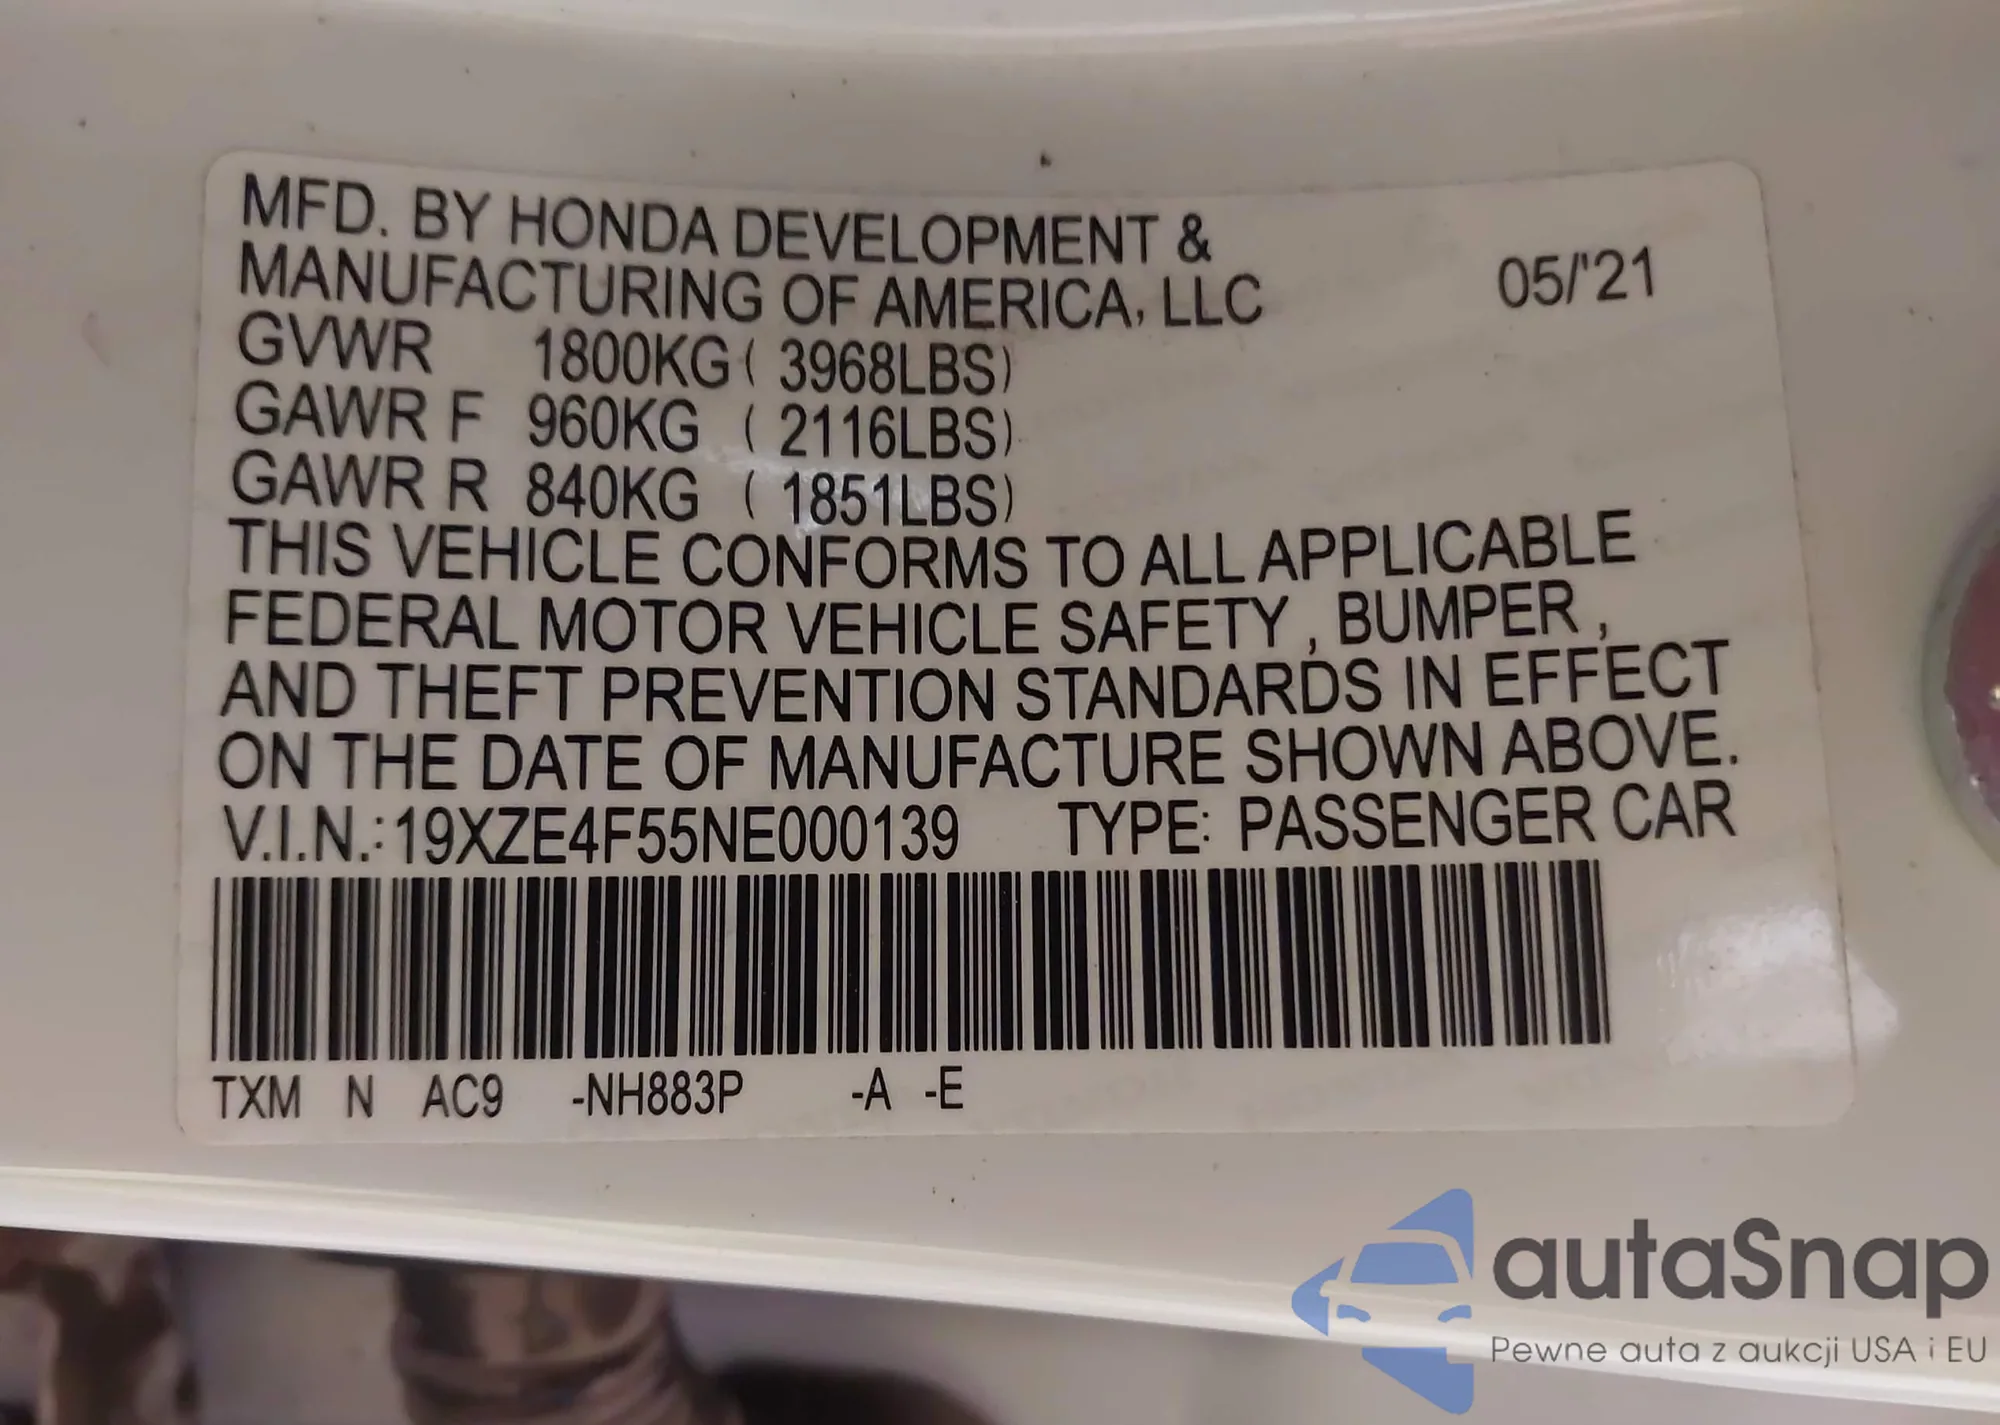 MFD. BY HONDA DEVELOPMENT &
MANUFACTURING OF AMERICA, LLC 05/'21
GVWR 1800KG ( 3968LBS)
GAWR F 960KG ( 2116LBS)
GAWR R 840KG ( 1851LBS)
THIS VEHICLE CONFORMS TO ALL APPLICABLE
FEDERAL MOTOR VEHICLE SAFETY , BUMPER ,
AND THEFT PREVENTION STANDARDS IN EFFECT
ON THE DATE OF MANUFACTURE SHOWN ABOVE.
V.I.N.: 19XZE4F55NE000139 TYPE: PASSENGER CAR
TXM N AC9 -NH883P -A -E
autaSnap
Pewne auta z aukcji USA i EU